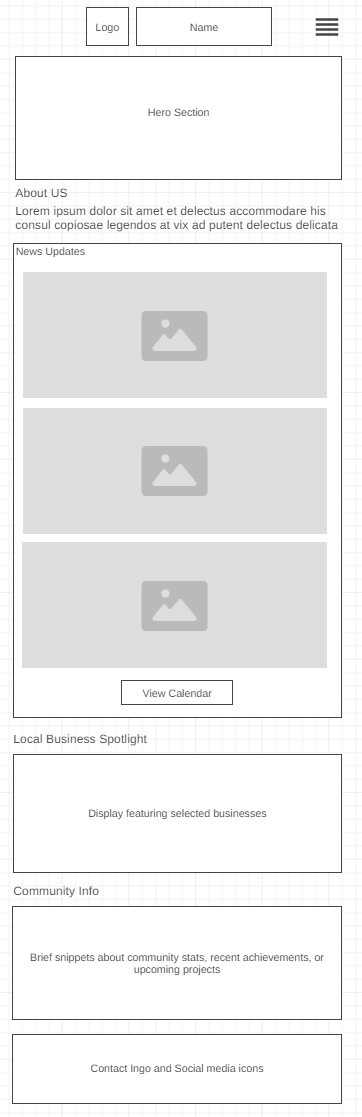 Logo
Name
Hero Section
About US
Lorem ipsum dolor sit amet et delectus accommodare his
consul copiosae legendos at vix ad putent delectus delicata
News Updates
View Calendar
Local Business Spotlight
Display featuring selected businesses
Community Info
Brief snippets about community stats, recent achievements, or
upcoming projects
Contact Ingo and Social media icons